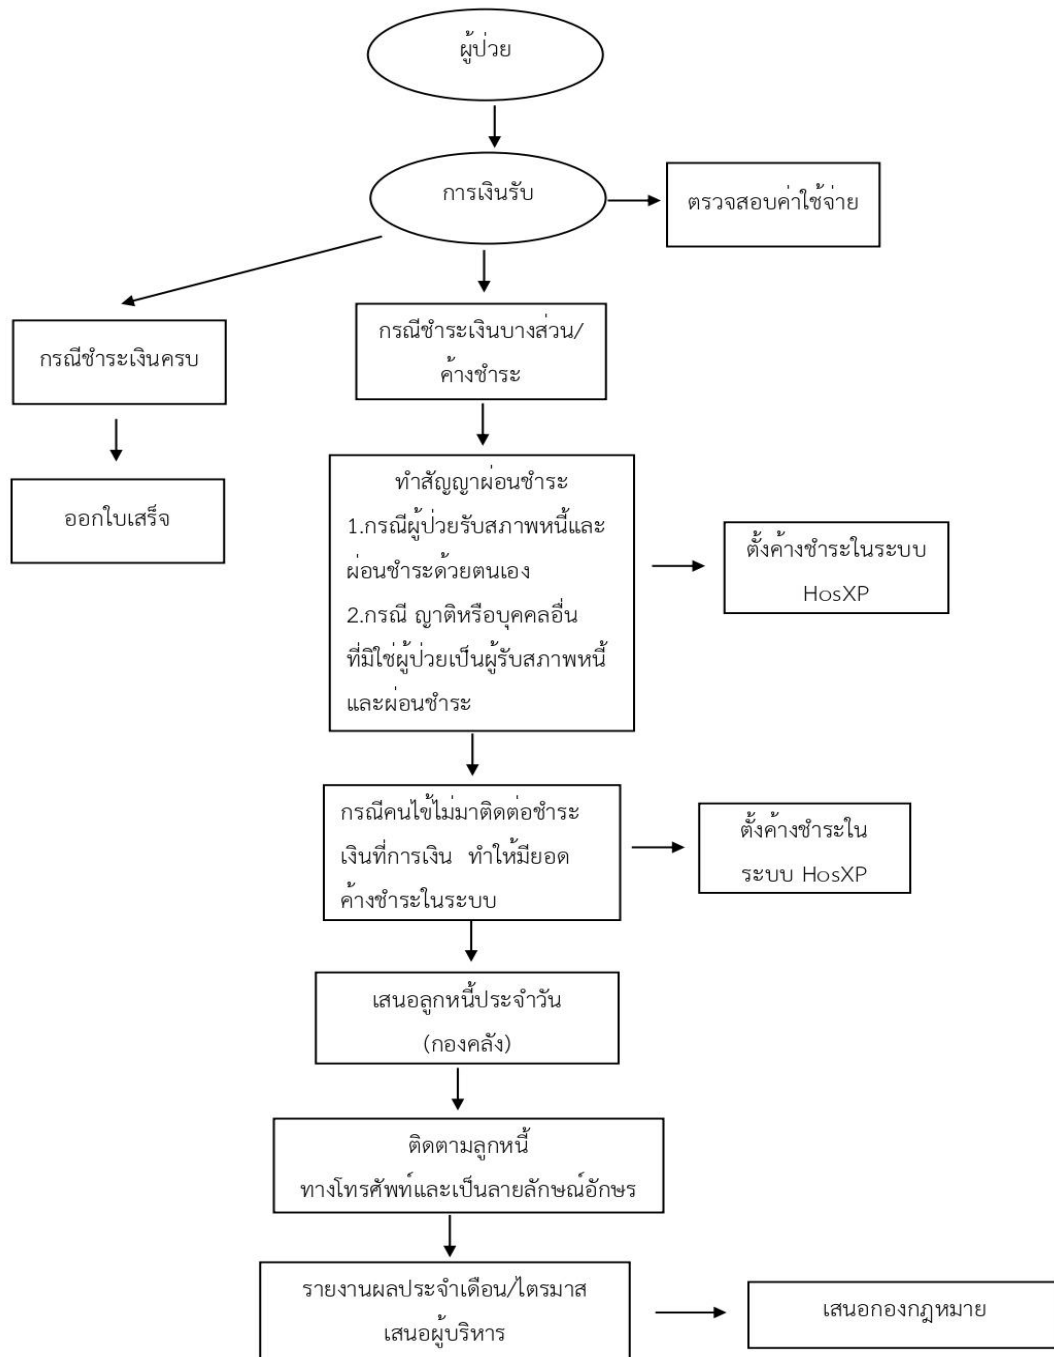 ผู้ป่วย
การเงินรับ
ตรวจสอบค่าใช้จ่าย
กรณีชำระเงินครบ
กรณีชำระเงินบางส่วน/
ค้างชำระ
ออกใบเสร็จ
ทำสัญญาผ่อนชำระ
1.กรณีผู้ป่วยรับสภาพหนี้และ
ผ่อนชำระด้วยตนเอง
2.กรณี ญาติหรือบุคคลอื่น
ที่มิใช่ผู้ป่วยเป็นผู้รับสภาพหนี้
และผ่อนชำระ
ตั้งค้างชำระในระบบ
HosXP
กรณีคนไข้ไม่มาติดต่อชำระ
เงินที่การเงิน ทำให้มียอด
ค้างชำระในระบบ
ตั้งค้างชำระใน
ระบบ HosXP
เสนอลูกหนี้ประจำวัน
(กองคลัง)
ติดตามลูกหนี้
ทางโทรศัพท์และเป็นลายลักษณ์อักษร
รายงานผลประจำเดือน/ไตรมาส
เสนอผู้บริหาร
เสนอกองกฎหมาย